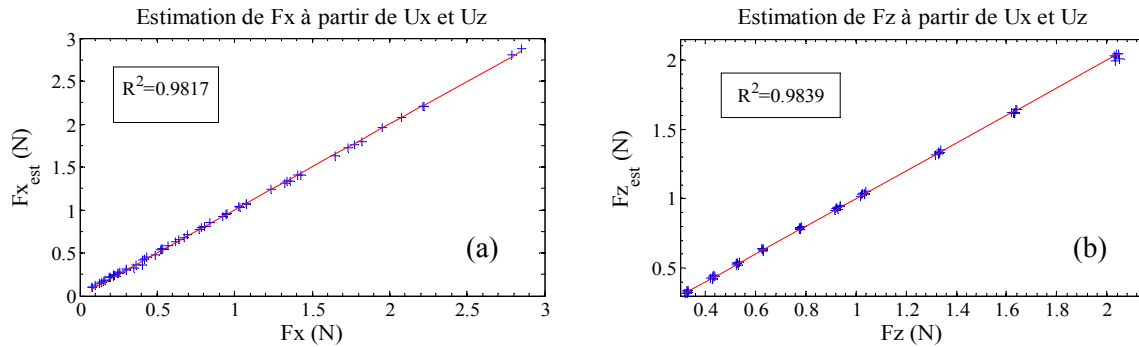 Estimation de Fx à partir de Ux et Uz
3
2.5
2
1.5
1
0.5
0
R²=0.9817
(a)
Fx_est (N)
0 0.5 1 1.5 2 2.5 3
Fx (N)
Estimation de Fz à partir de Ux et Uz
2
1.5
1
0.5
R²=0.9839
(b)
Fz_est (N)
0.4 0.6 0.8 1 1.2 1.4 1.6 1.8 2
Fz (N)